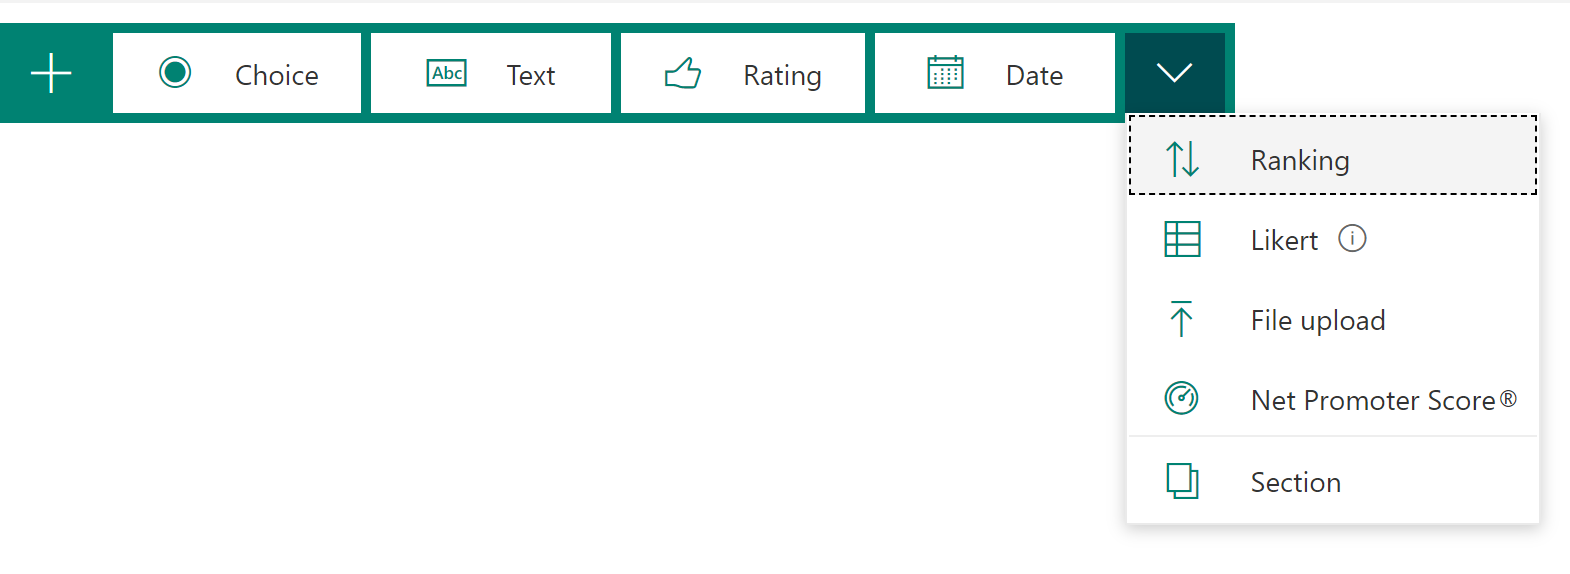 Choice Abc Text Rating Date
Ranking
Likert i
File upload
Net Promoter Score®
Section